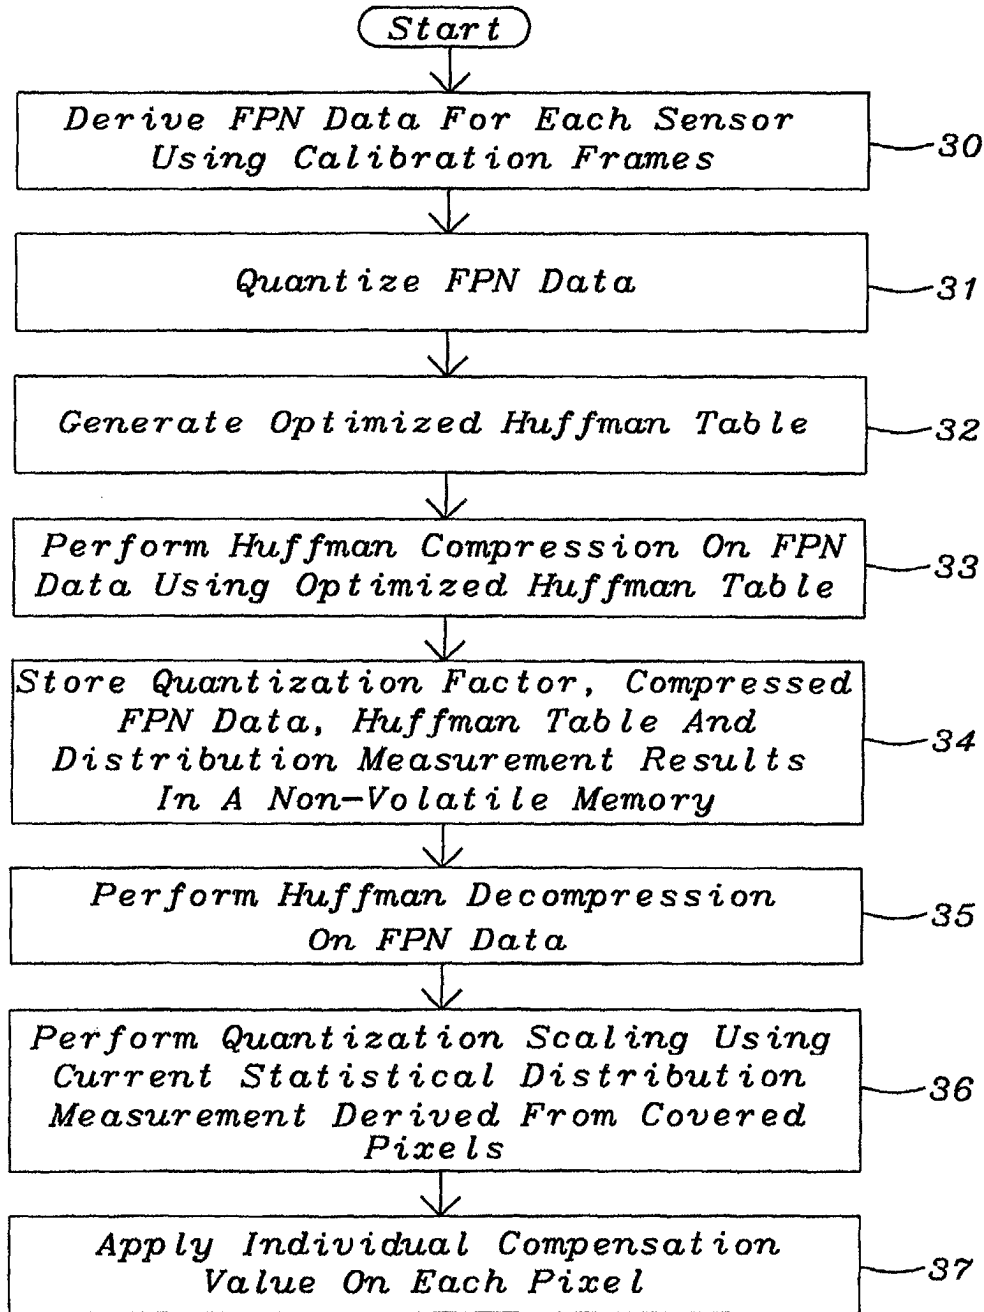 Start
Derive FPN Data For Each Sensor
Using Calibration Frames
30
Quantize FPN Data
31
Generate Optimized Huffman Table
32
Perform Huffman Compression On FPN
Data Using Optimized Huffman Table
33
Store Quantization Factor, Compressed
FPN Data, Huffman Table And
Distribution Measurement Results
In A Non-Volatile Memory
34
Perform Huffman Decompression
On FPN Data
35
Perform Quantization Scaling Using
Current Statistical Distribution
Measurement Derived From Covered
Pixels
36
Apply Individual Compensation
Value On Each Pixel
37